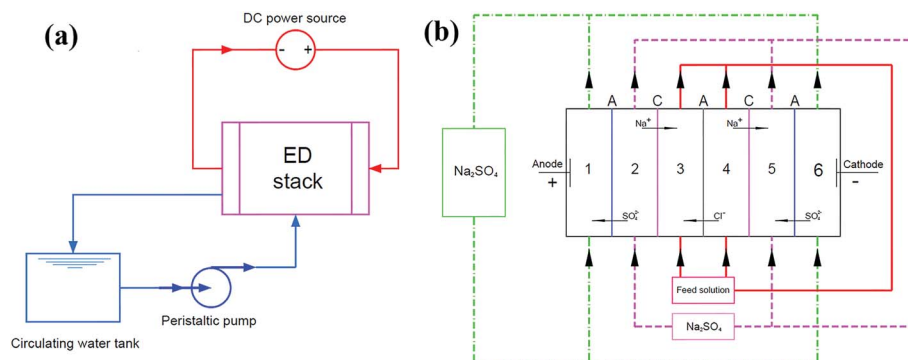 (a)
DC power source
- +
ED
stack
Peristaltic pump
Circulating water tank
(b)
A C A C A
Na⁺ Na⁺
Na₂SO₄
Anode
+
1 2 3 4 5 6
Cathode
-
SO₄²⁻ Cl⁻ SO₄²⁻
Feed solution
Na₂SO₄